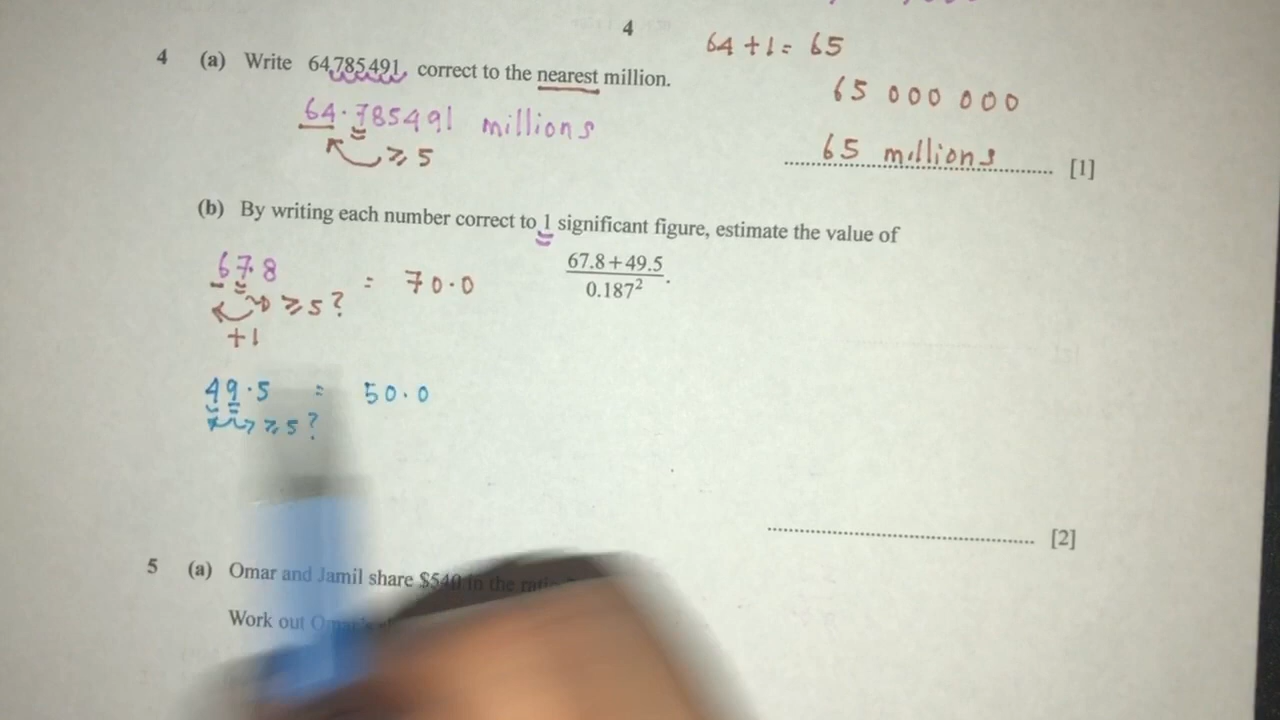 4
64 + 1 = 65
4 (a) Write 64 785 491 correct to the nearest million.
65 000 000
64.785491 millions
≥ 5
65 millions [1]
(b) By writing each number correct to 1 significant figure, estimate the value of
67.8 + 49.5
0.187² .
67.8 = 70.0
≥ 5 ?
+1
49.5 = 50.0
≥ 5 ?
[2]
5 (a) Omar and Jamil share $540 in the ratio
Work out